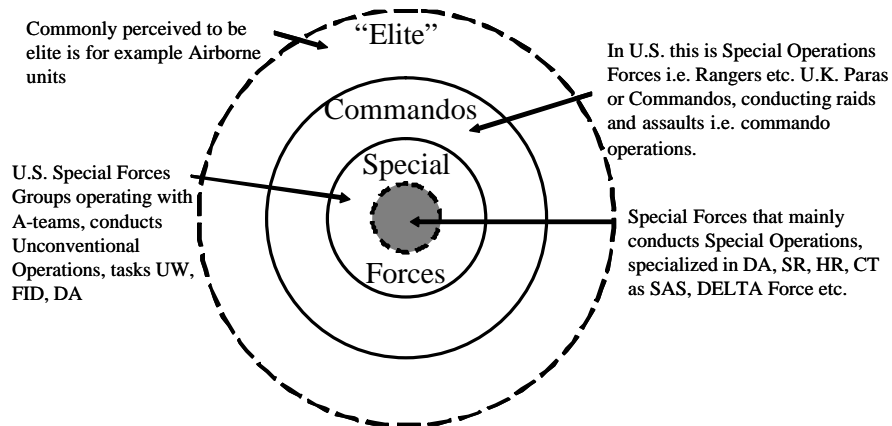 Commonly perceived to be
elite is for example Airborne
units
“Elite”
In U.S. this is Special Operations
Forces i.e. Rangers etc. U.K. Paras
or Commandos, conducting raids
and assaults i.e. commando
operations.
Commandos
Special
Forces
U.S. Special Forces
Groups operating with
A-teams, conducts
Unconventional
Operations, tasks UW,
FID, DA
Special Forces that mainly
conducts Special Operations,
specialized in DA, SR, HR, CT
as SAS, DELTA Force etc.